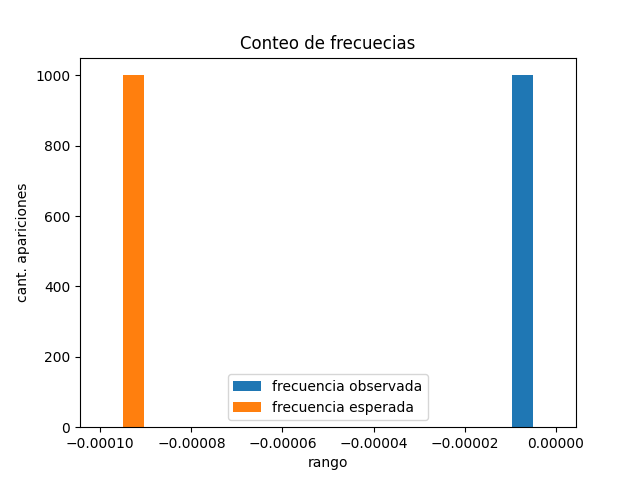 Conteo de frecuecias
1000
800
600
400
200
0
cant. apariciones
frecuencia observada
frecuencia esperada
−0.00010 −0.00008 −0.00006 −0.00004 −0.00002 0.00000
rango